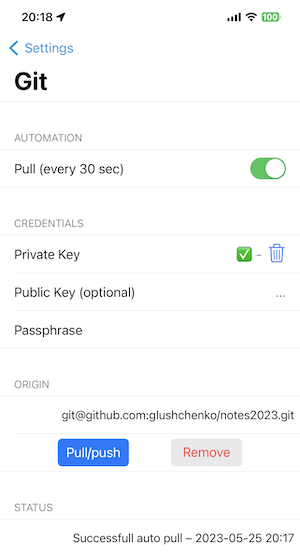 20:18
100
Settings
Git
AUTOMATION
Pull (every 30 sec)
CREDENTIALS
Private Key ✅ -
Public Key (optional) ...
Passphrase
ORIGIN
git@github.com:glushchenko/notes2023.git
Pull/push Remove
STATUS
Successfull auto pull – 2023-05-25 20:17